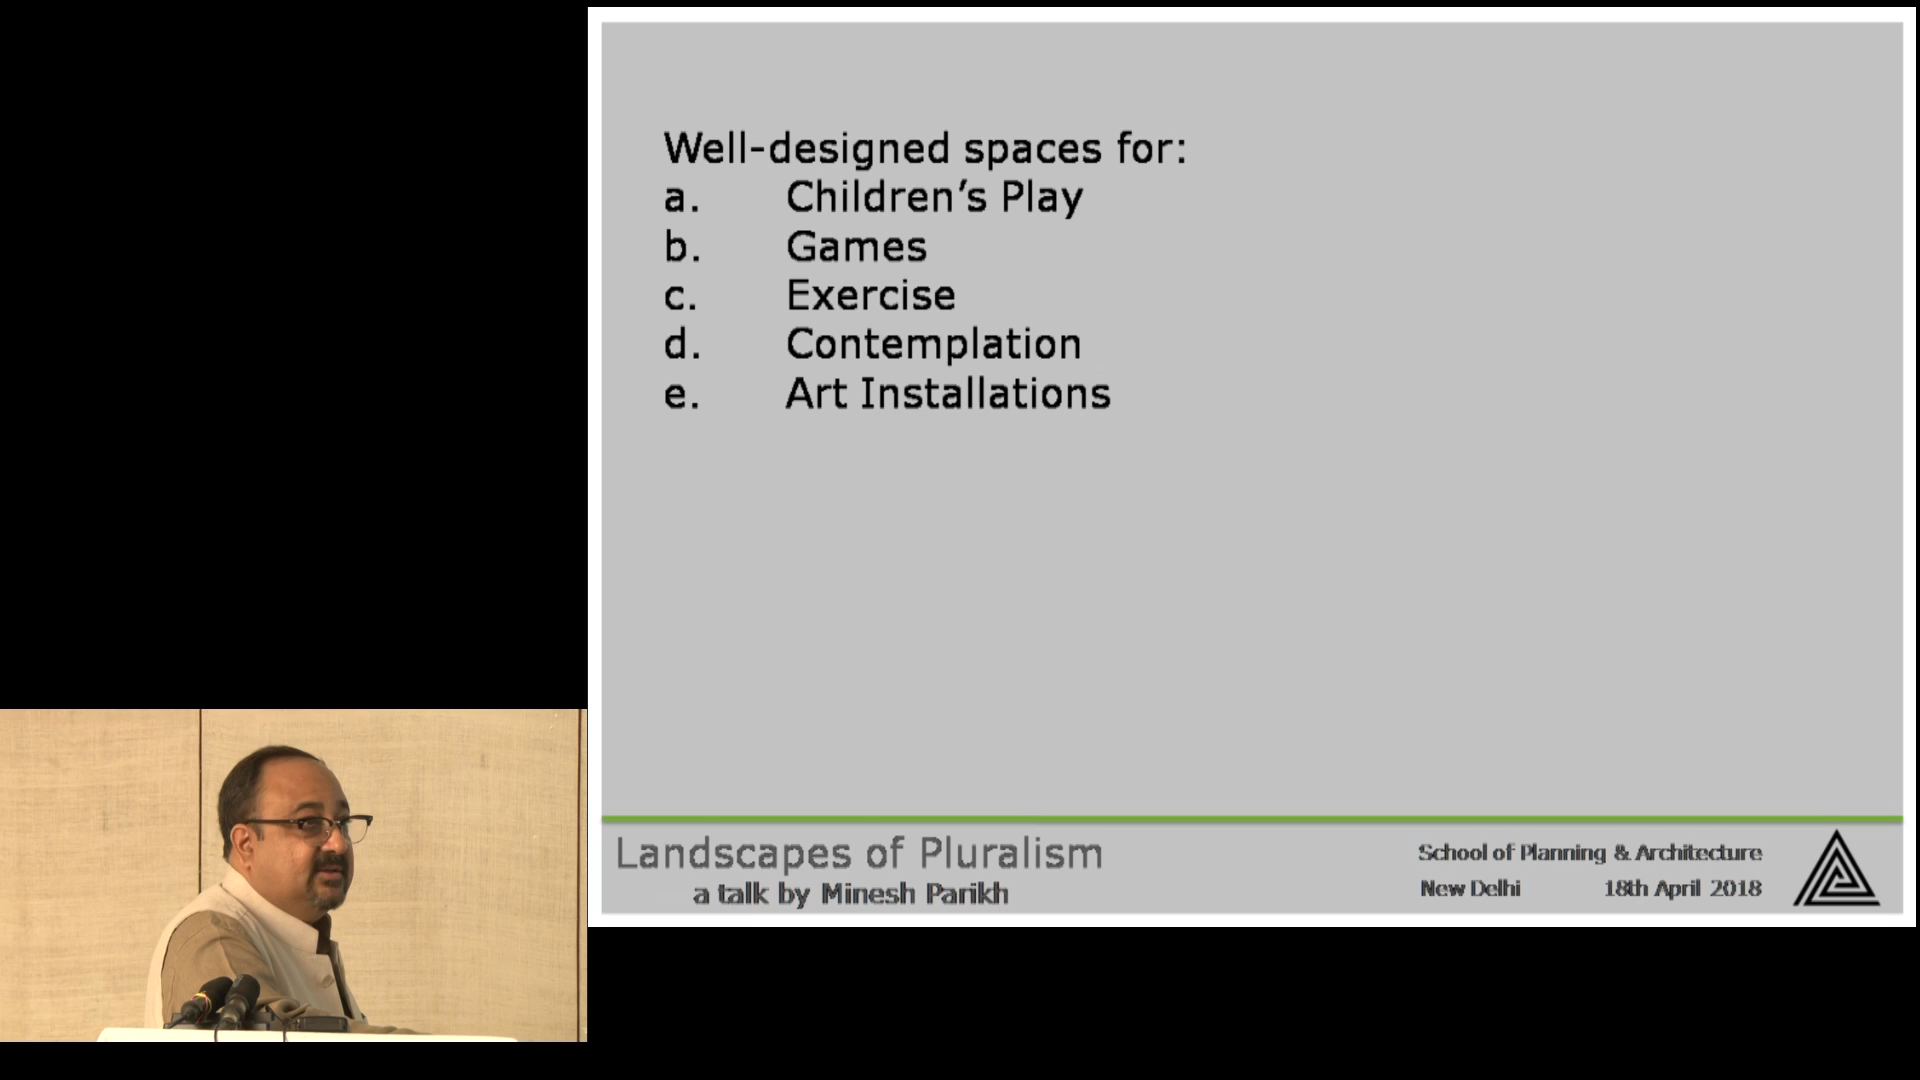 Well-designed spaces for:
a. Children’s Play
b. Games
c. Exercise
d. Contemplation
e. Art Installations
Landscapes of Pluralism
a talk by Minesh Parikh
School of Planning & Architecture
New Delhi 18th April 2018